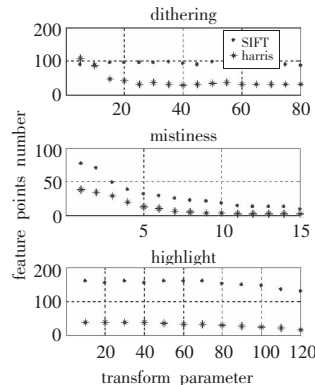 dithering
200
100
0
SIFT
harris
20 40 60 80
mistiness
100
50
0
5 10 15
highlight
200
100
0
20 40 60 80 100 120
transform parameter
feature points number